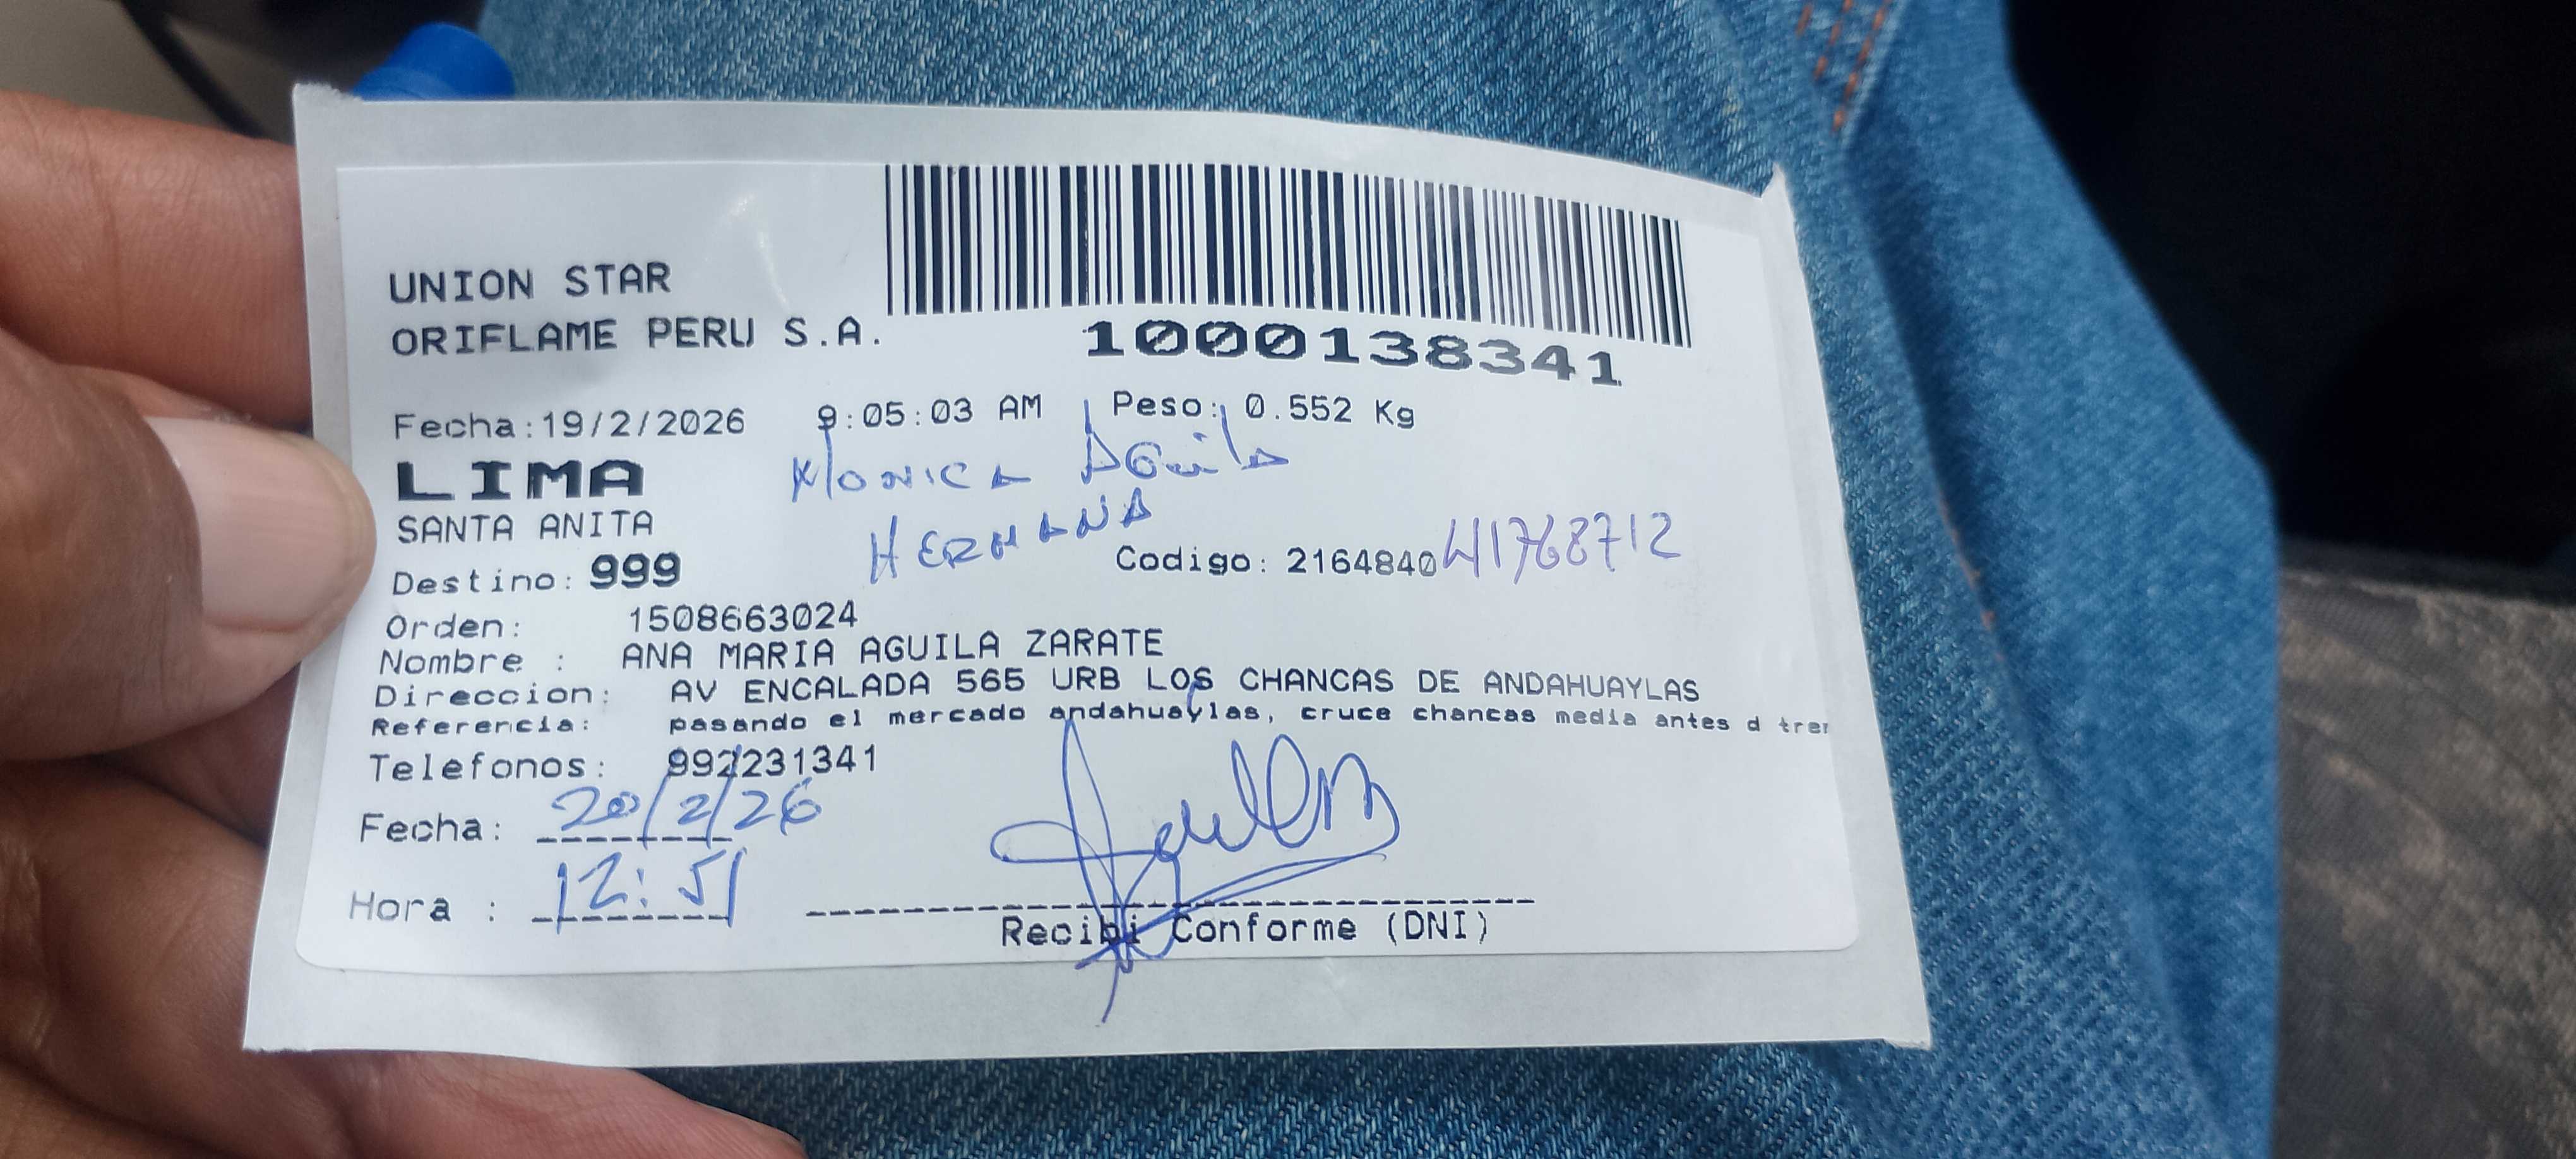 UNION STAR
ORIFLAME PERU S.A.
1000138341
Fecha:19/2/2026 9:05:03 AM Peso: 0.552 Kg
LIMA
MONICA AGuilA
SANTA ANITA
HERMANA
Destino: 999
Codigo: 2164840 41768712
Orden: 1508663024
Nombre : ANA MARIA AGUILA ZARATE
Direccion: AV ENCALADA 565 URB LOS CHANCAS DE ANDAHUAYLAS
Referencia: pasando el mercado andahuaylas, cruce chancas media antes d trer
Telefonos: 992231341
Fecha: 20/2/26
Hora : 12:51
Recibi Conforme (DNI)